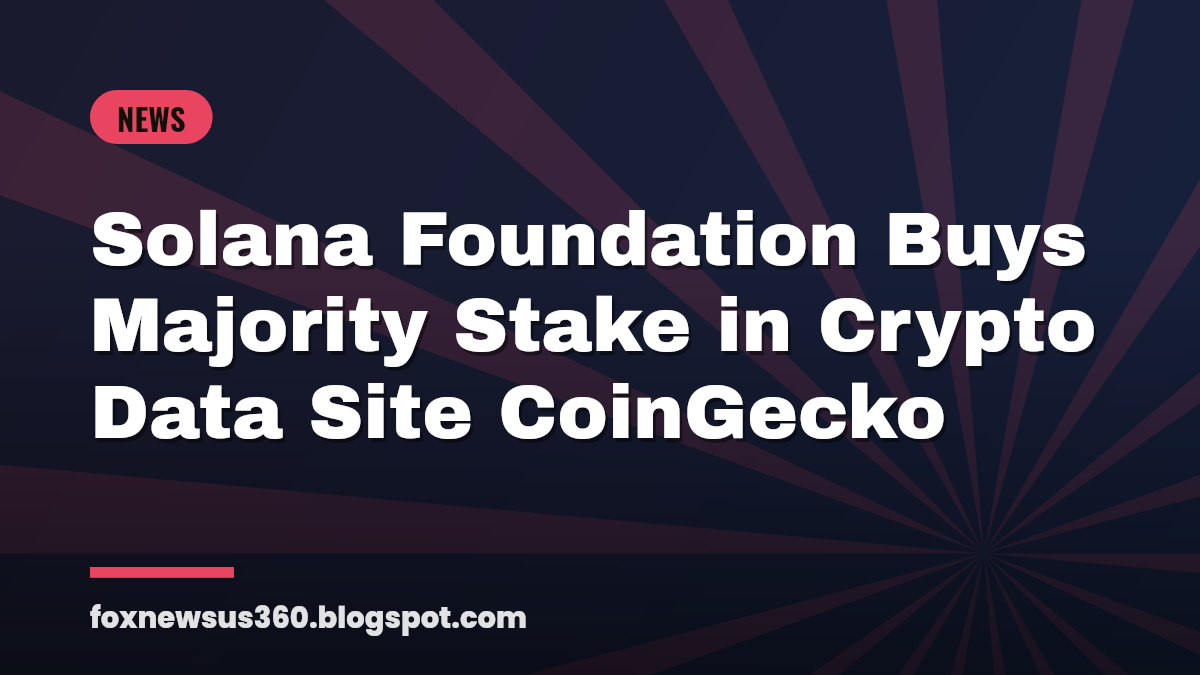 NEWS
Solana Foundation Buys
Majority Stake in Crypto
Data Site CoinGecko
foxnewsus360.blogspot.com